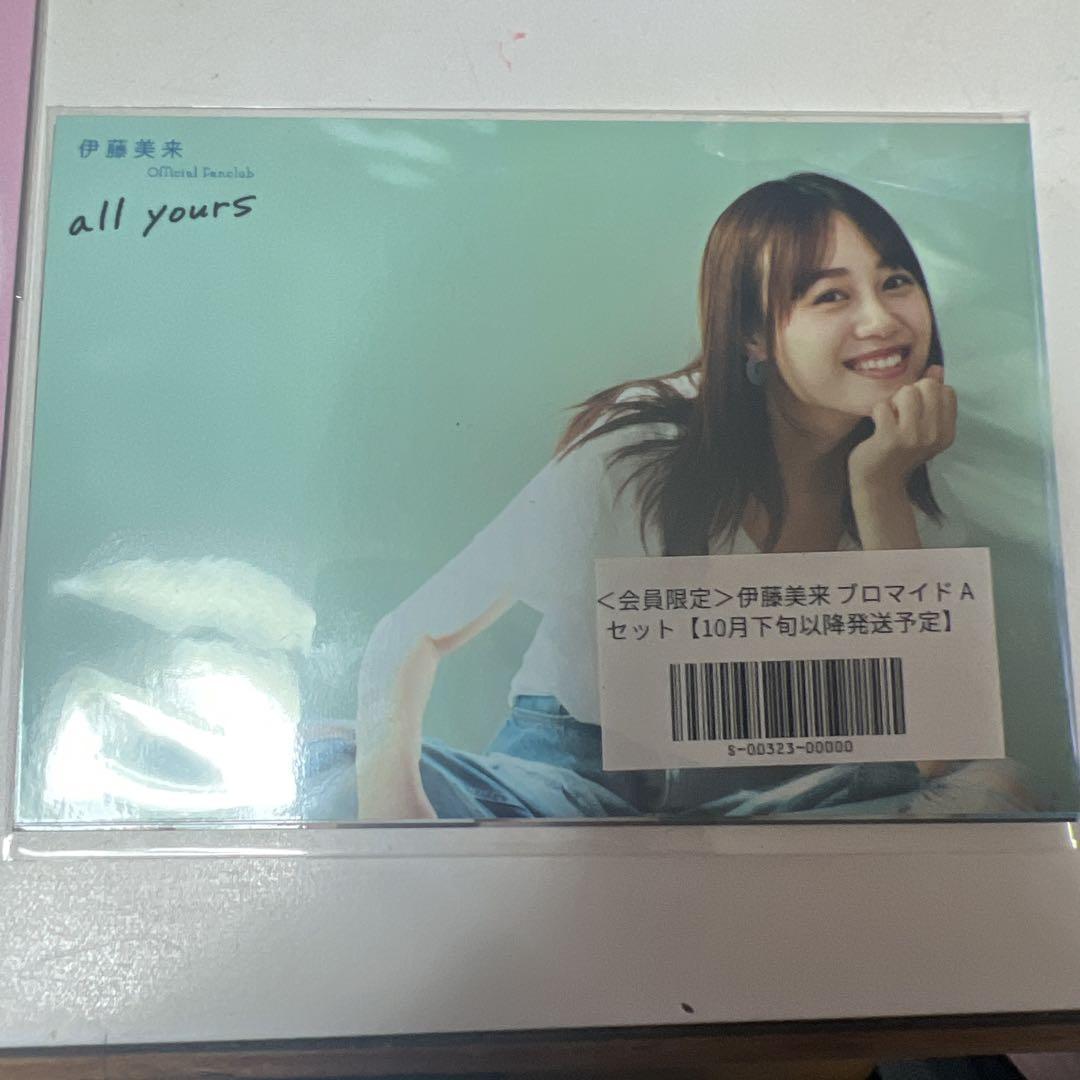 伊藤美来
Official Fanclub
all yours
＜会員限定＞伊藤美来 ブロマイド A
セット【10月下旬以降発送予定】
S-00323-00000